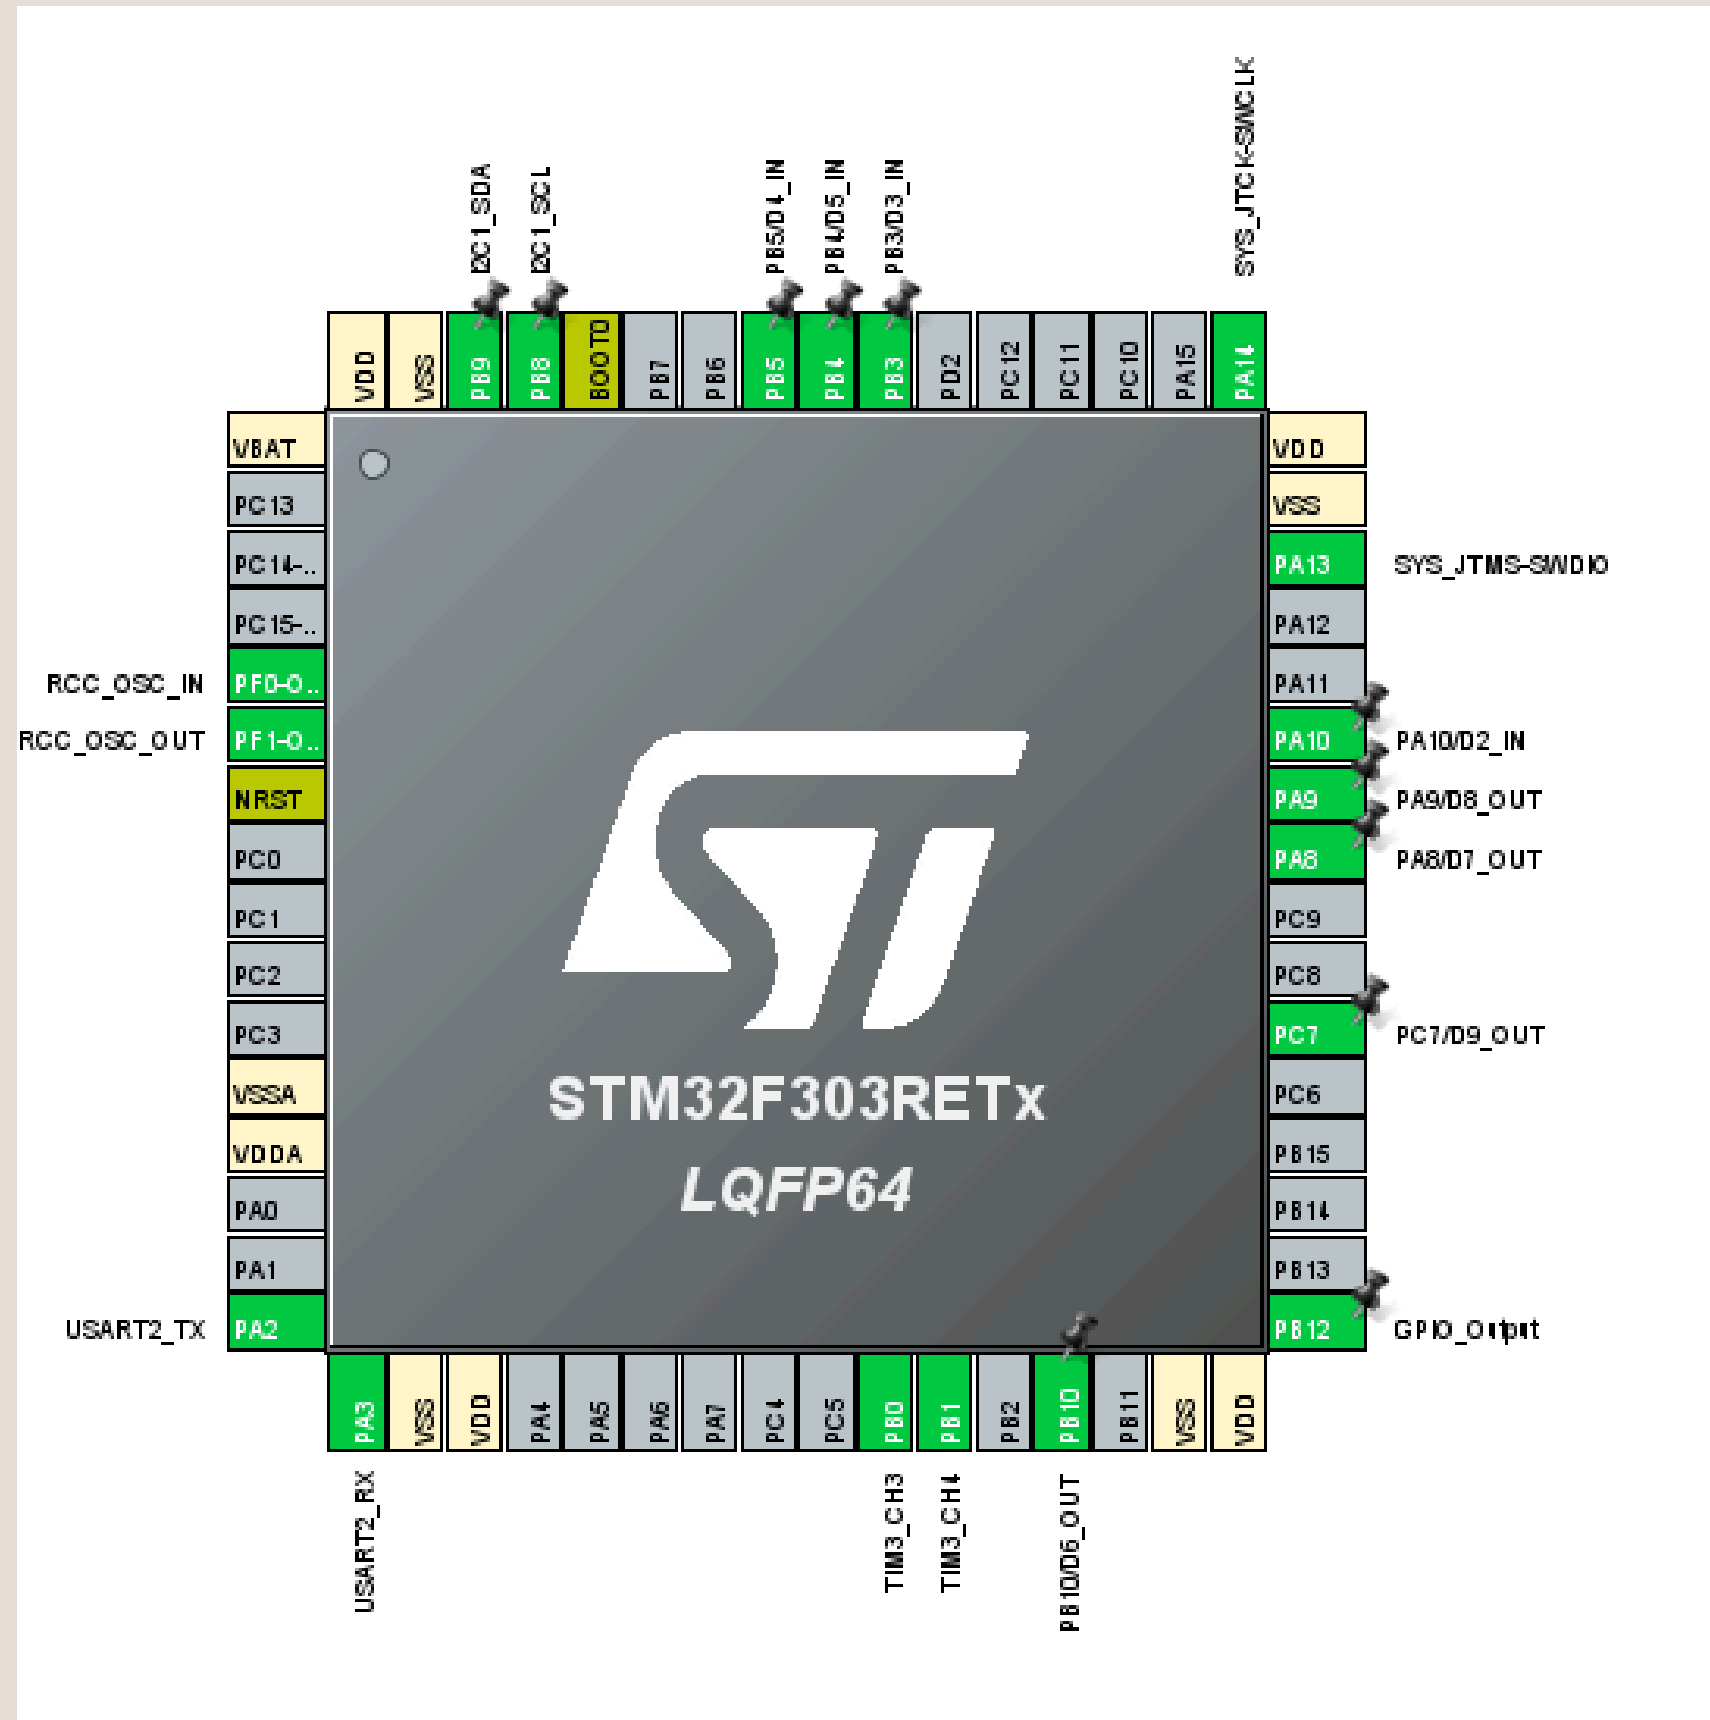 SYS_JTCK-SWCLK
I2C1_SDA
I2C1_SCL
PB5/D4_IN
PB4/D5_IN
PB3/D3_IN
VDD
VSS
PB9
PB8
BOOT0
PB7
PB6
PB5
PB4
PB3
PD2
PC12
PC11
PC10
PA15
PA14
VBAT
PC13
PC14-..
PC15-..
RCC_OSC_IN PF0-O..
RCC_OSC_OUT PF1-O..
NRST
PC0
PC1
PC2
PC3
VSSA
VDDA
PA0
PA1
USART2_TX PA2
VDD
VSS
PA13 SYS_JTMS-SWDIO
PA12
PA11
PA10 PA10/D2_IN
PA9 PA9/D8_OUT
PA8 PA8/D7_OUT
PC9
PC8
PC7 PC7/D9_OUT
PC6
PB15
PB14
PB13
PB12 GPIO_Output
ST
STM32F303RETx
LQFP64
PA3
VSS
VDD
PA4
PA5
PA6
PA7
PC4
PC5
PB0
PB1
PB2
PB10
PB11
VSS
VDD
USART2_RX
TIM3_CH3
TIM3_CH4
PB10/D6_OUT